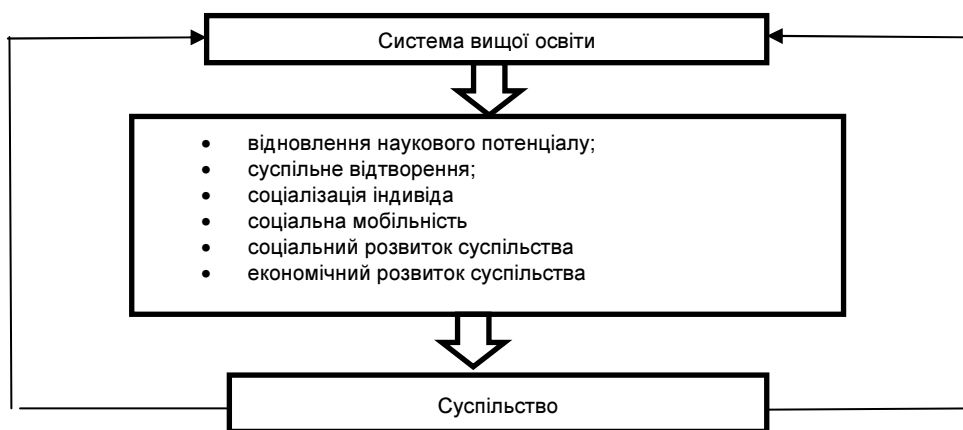 Система вищої освіти
• відновлення наукового потенціалу;
• суспільне відтворення;
• соціалізація індивіда
• соціальна мобільність
• соціальний розвиток суспільства
• економічний розвиток суспільства
Суспільство